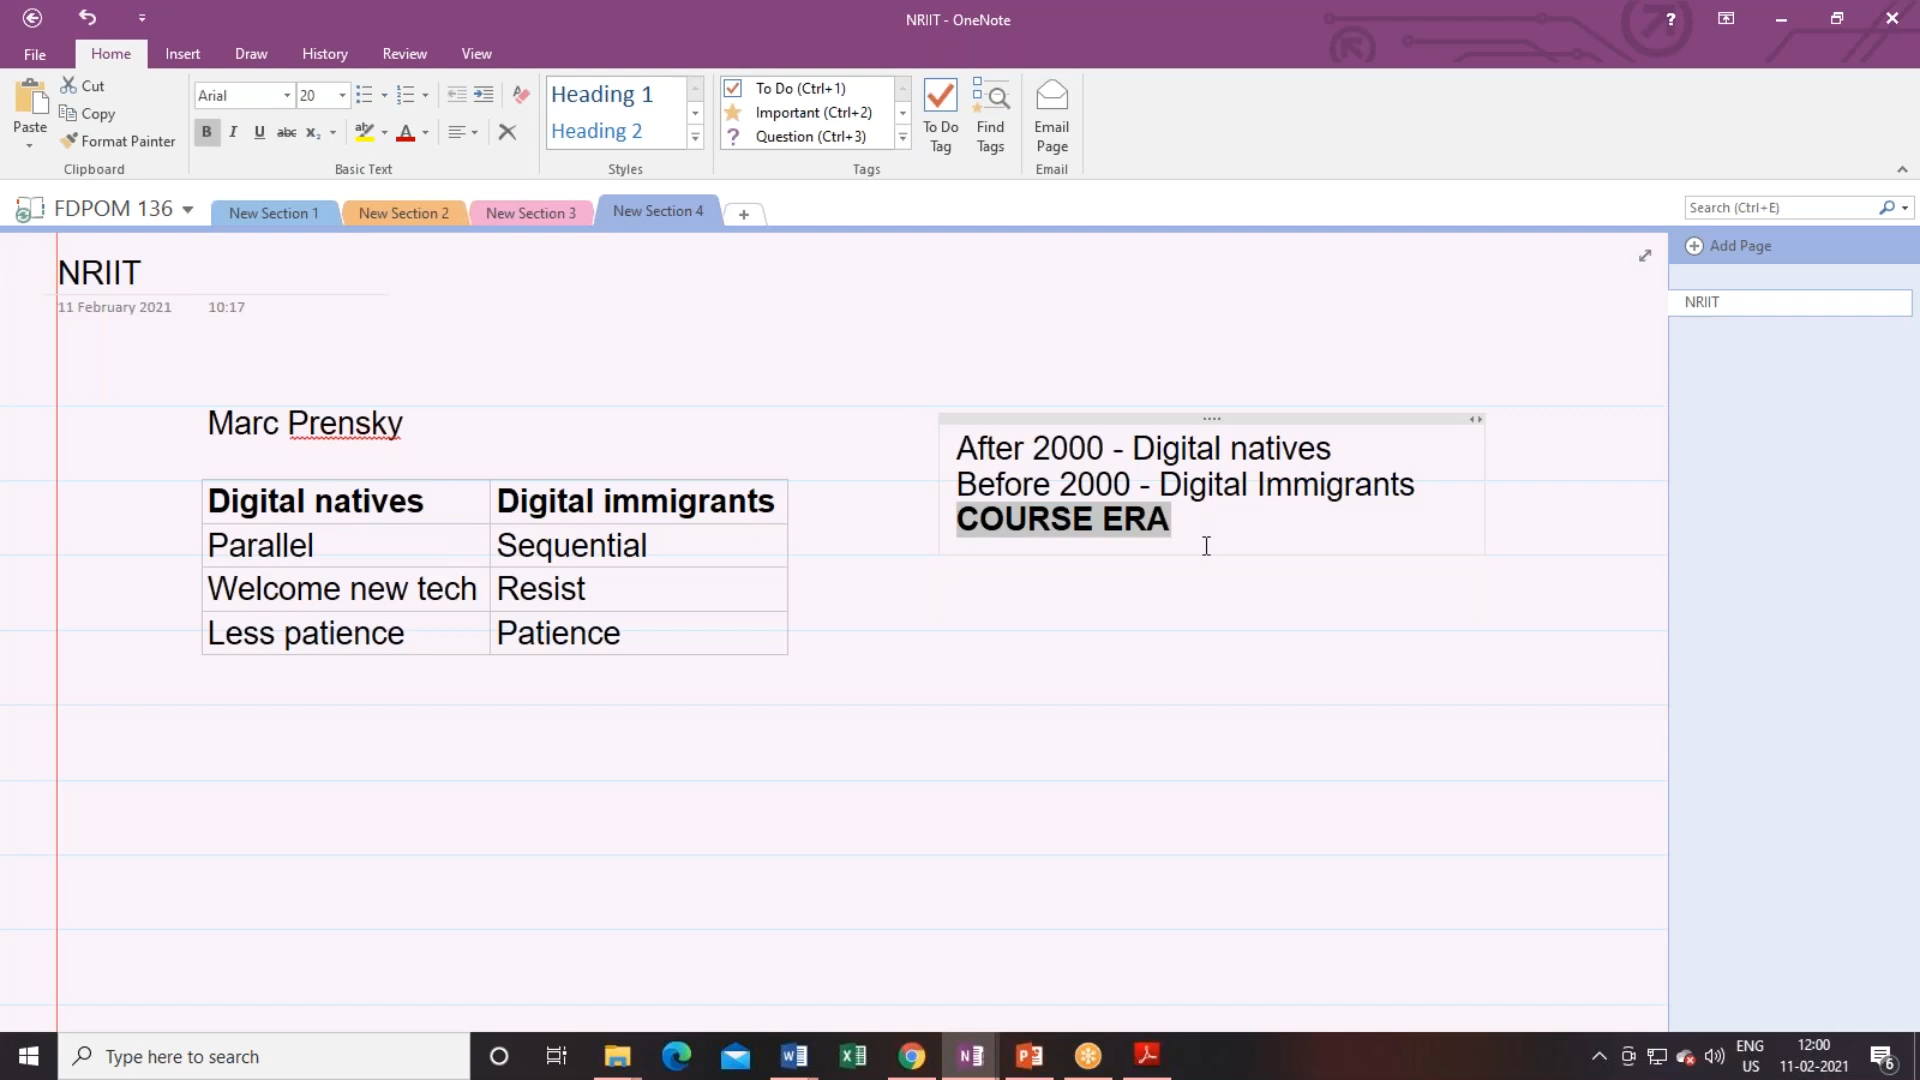 NRIIT - OneNote
?
File
Home
Insert
Draw
History
Review
View
Paste
Cut
Copy
Format Painter
Clipboard
Arial
20
B I U abc x₂
ab
A
Basic Text
Heading 1
Heading 2
Styles
To Do (Ctrl+1)
Important (Ctrl+2)
? Question (Ctrl+3)
Tags
To Do
Tag
Find
Tags
Email
Page
Email
FDPOM 136
New Section 1
New Section 2
New Section 3
New Section 4
+
Search (Ctrl+E)
Add Page
NRIIT
NRIIT
11 February 2021 10:17
Marc Prensky
Digital natives Digital immigrants
Parallel Sequential
Welcome new tech Resist
Less patience Patience
After 2000 - Digital natives
Before 2000 - Digital Immigrants
COURSE ERA
Type here to search
ENG
US
12:00
11-02-2021
6